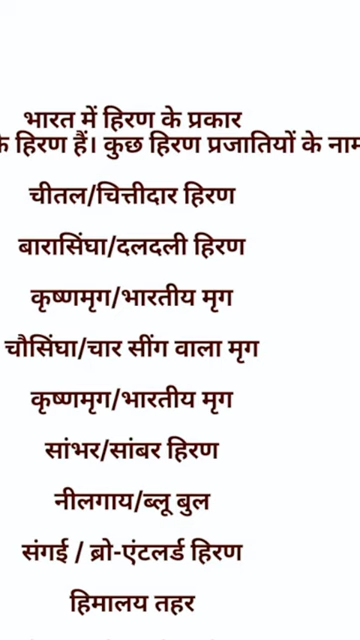 भारत में हिरण के प्रकार
हिरण हैं। कुछ हिरण प्रजातियों के नाम
चीतल/चित्तीदार हिरण
बारासिंघा/दलदली हिरण
कृष्णमृग/भारतीय मृग
चौसिंघा/चार सींग वाला मृग
कृष्णमृग/भारतीय मृग
सांभर/सांबर हिरण
नीलगाय/ब्लू बुल
संगई / ब्रो-एंटलर्ड हिरण
हिमालय तहर